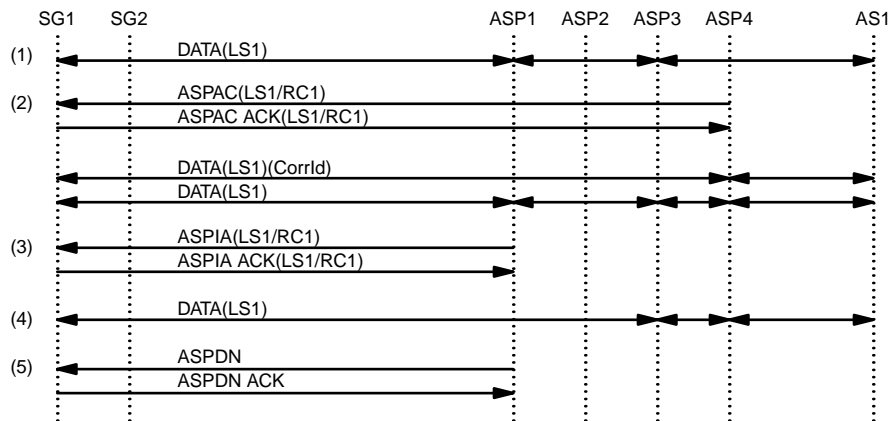 SG1 SG2 ASP1 ASP2 ASP3 ASP4 AS1
(1) DATA(LS1)
(2) ASPAC(LS1/RC1)
ASPAC ACK(LS1/RC1)
DATA(LS1)(CorrId)
DATA(LS1)
(3) ASPIA(LS1/RC1)
ASPIA ACK(LS1/RC1)
(4) DATA(LS1)
(5) ASPDN
ASPDN ACK